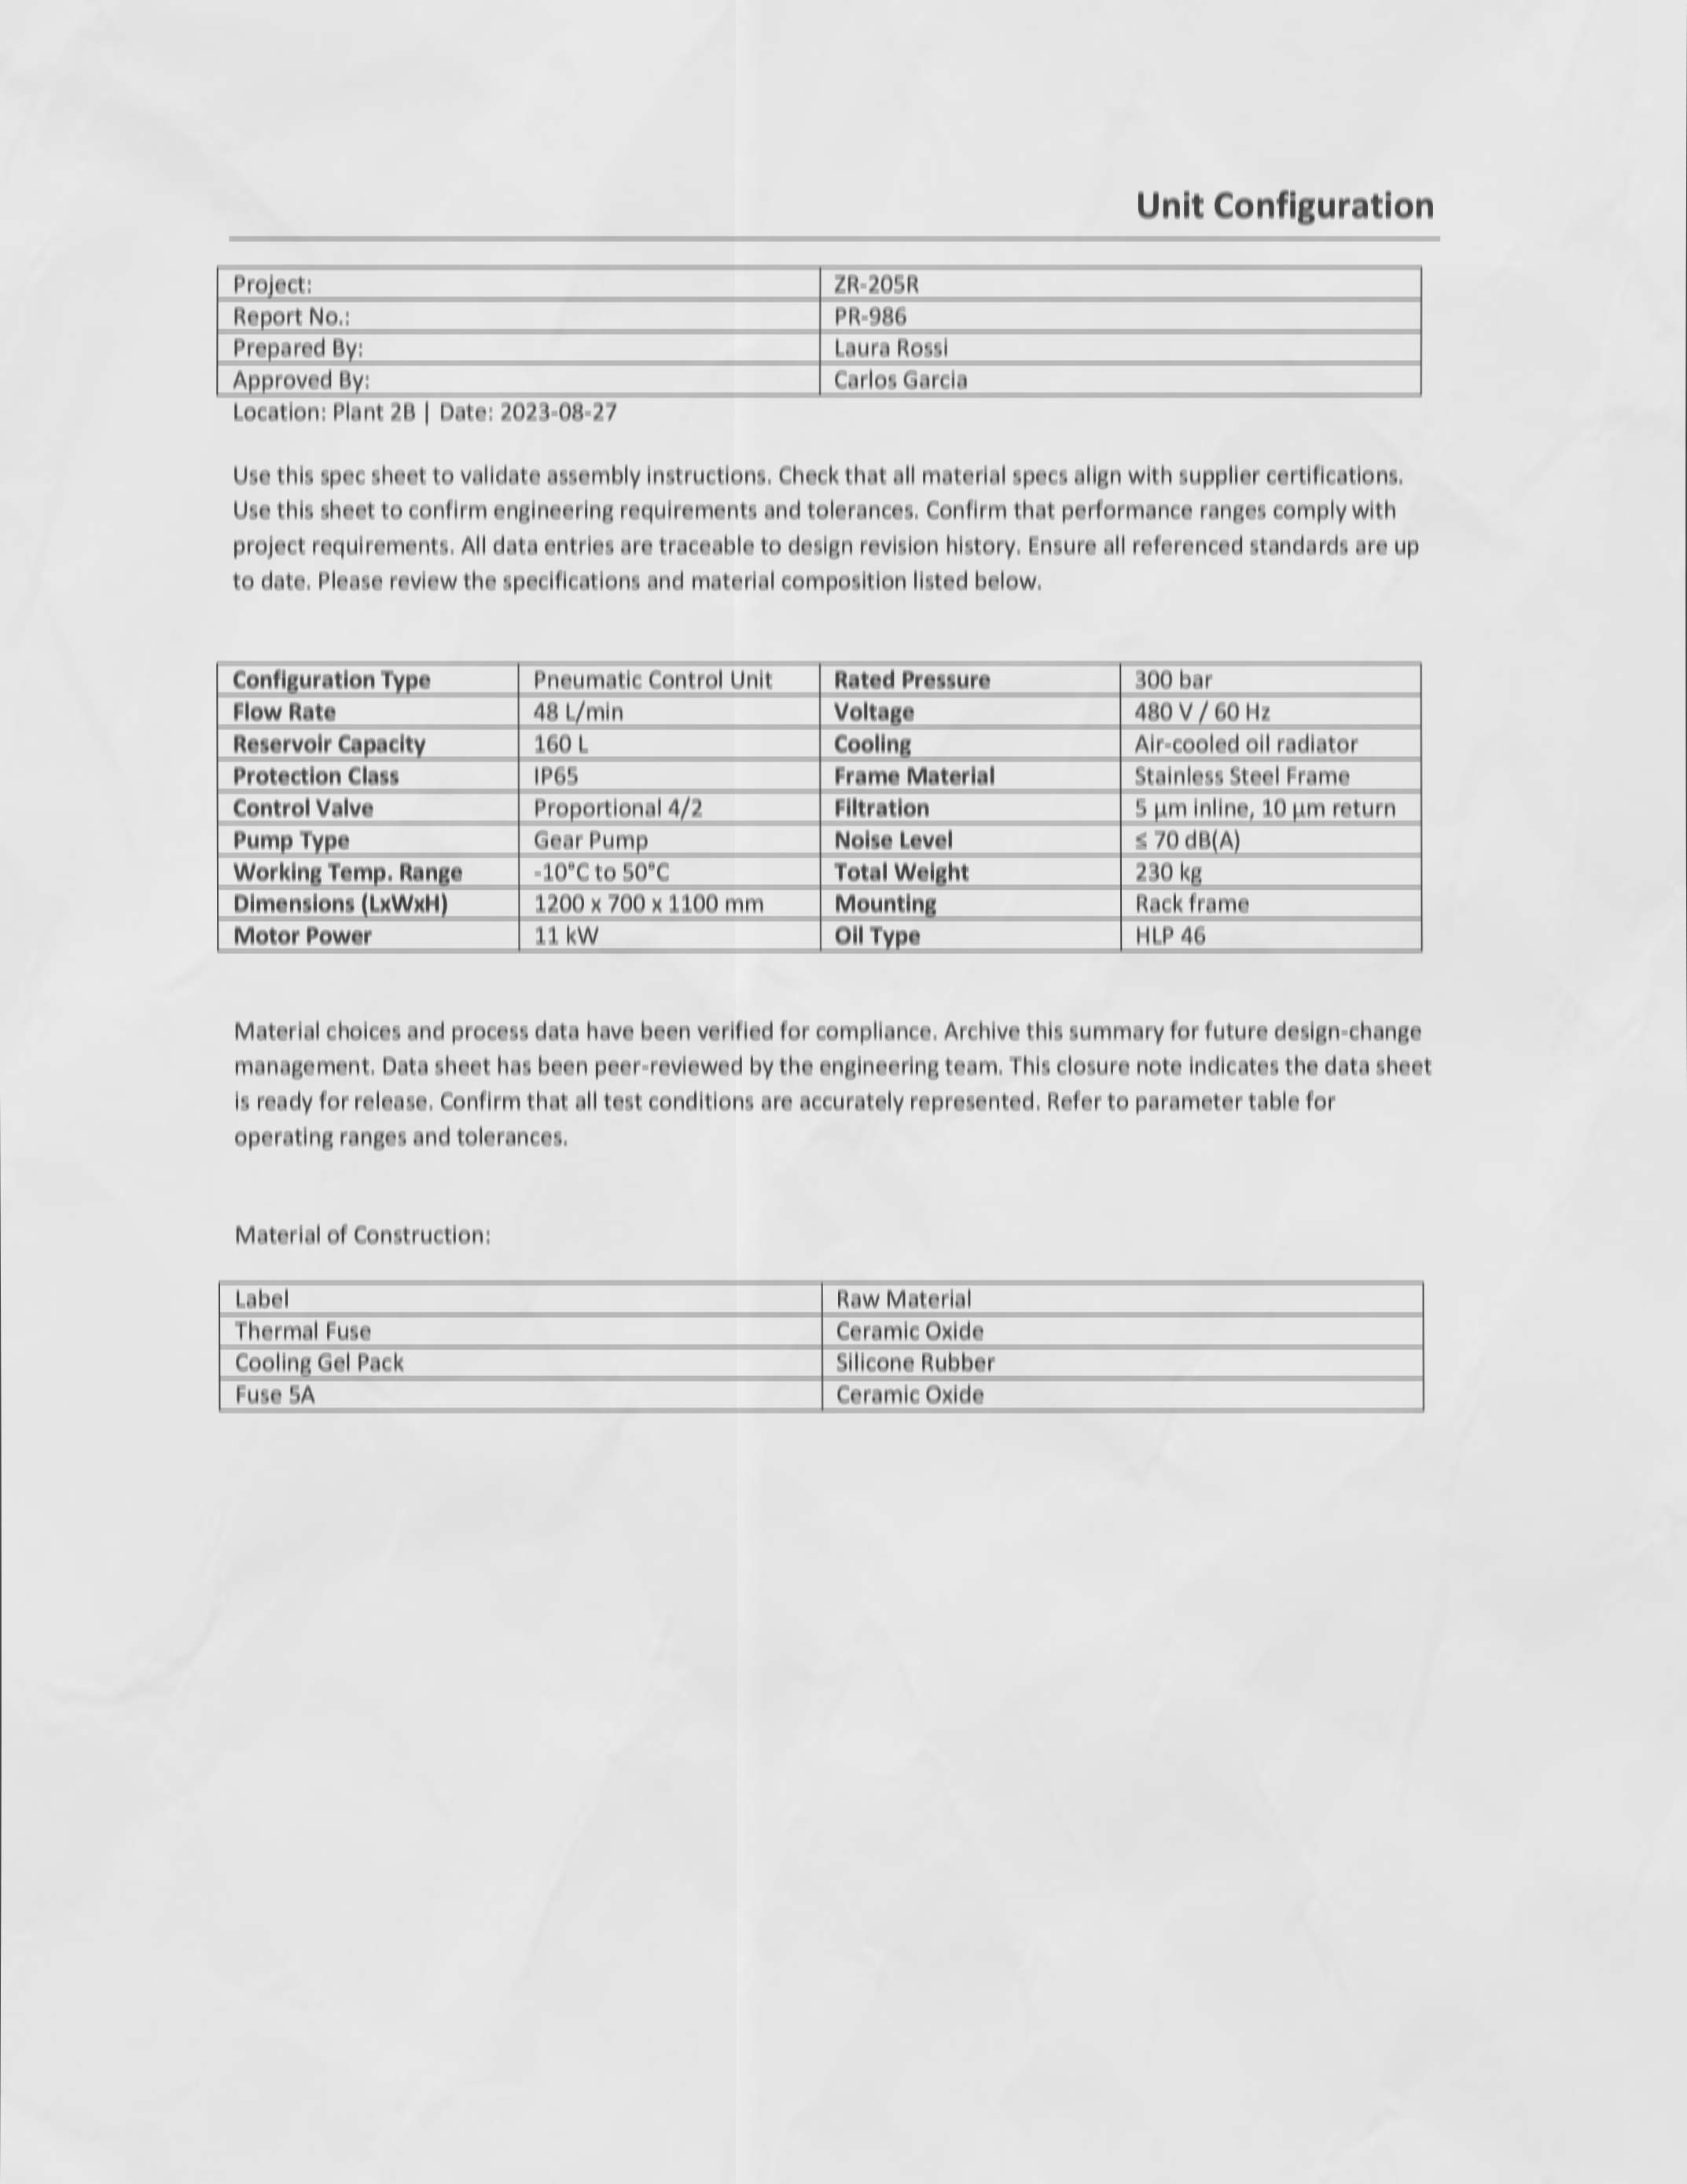 Unit Configuration
Project: ZR-205R
Report No.: PR-986
Prepared By: Laura Rossi
Approved By: Carlos Garcia
Location: Plant 2B | Date: 2023-08-27
Use this spec sheet to validate assembly instructions. Check that all material specs align with supplier certifications.
Use this sheet to confirm engineering requirements and tolerances. Confirm that performance ranges comply with
project requirements. All data entries are traceable to design revision history. Ensure all referenced standards are up
to date. Please review the specifications and material composition listed below.
Configuration Type Pneumatic Control Unit Rated Pressure 300 bar
Flow Rate 48 L/min Voltage 480 V / 60 Hz
Reservoir Capacity 160 L Cooling Air-cooled oil radiator
Protection Class IP65 Frame Material Stainless Steel Frame
Control Valve Proportional 4/2 Filtration 5 µm inline, 10 µm return
Pump Type Gear Pump Noise Level ≤ 70 dB(A)
Working Temp. Range -10°C to 50°C Total Weight 230 kg
Dimensions (LxWxH) 1200 x 700 x 1100 mm Mounting Rack frame
Motor Power 11 kW Oil Type HLP 46
Material choices and process data have been verified for compliance. Archive this summary for future design-change
management. Data sheet has been peer-reviewed by the engineering team. This closure note indicates the data sheet
is ready for release. Confirm that all test conditions are accurately represented. Refer to parameter table for
operating ranges and tolerances.
Material of Construction:
Label Raw Material
Thermal Fuse Ceramic Oxide
Cooling Gel Pack Silicone Rubber
Fuse 5A Ceramic Oxide